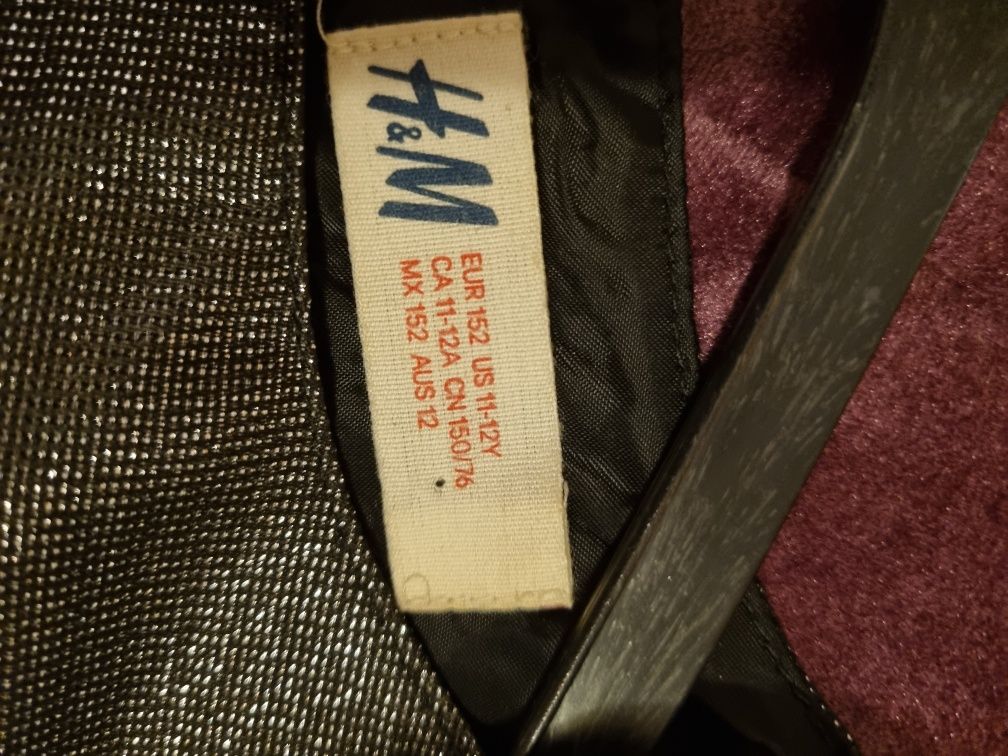 H&M
EUR 152 US 11-12Y
CA 11-12A CN 150/76
MX 152 AUS 12